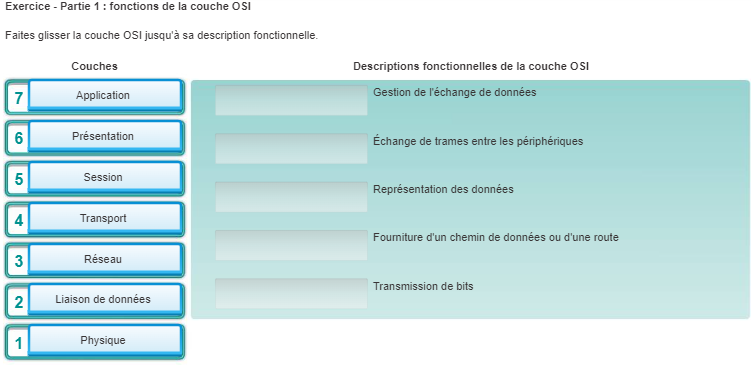 Exercice - Partie 1 : fonctions de la couche OSI
Faites glisser la couche OSI jusqu'à sa description fonctionnelle.
Couches
Descriptions fonctionnelles de la couche OSI
7 Application
Gestion de l'échange de données
6 Présentation
Échange de trames entre les périphériques
5 Session
Représentation des données
4 Transport
Fourniture d'un chemin de données ou d'une route
3 Réseau
Transmission de bits
2 Liaison de données
1 Physique